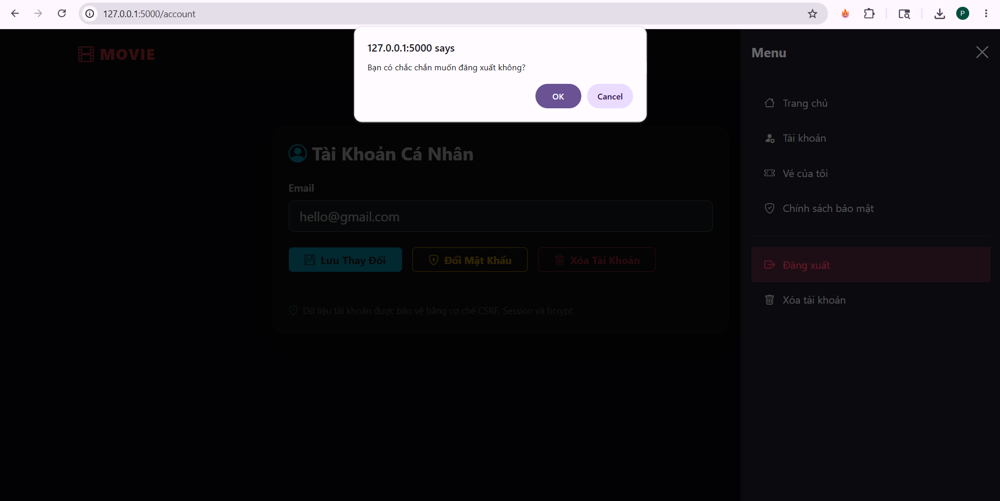 127.0.0.1:5000/account
P
127.0.0.1:5000 says
Bạn có chắc chắn muốn đăng xuất không?
OK
Cancel
MOVIE
Tài Khoản Cá Nhân
Email
hello@gmail.com
Lưu Thay Đổi
Đổi Mật Khẩu
Xóa Tài Khoản
Dữ liệu tài khoản được bảo vệ bằng cơ chế CSRF, Session và bcrypt.
Menu
Trang chủ
Tài khoản
Vé của tôi
Chính sách bảo mật
Đăng xuất
Xóa tài khoản